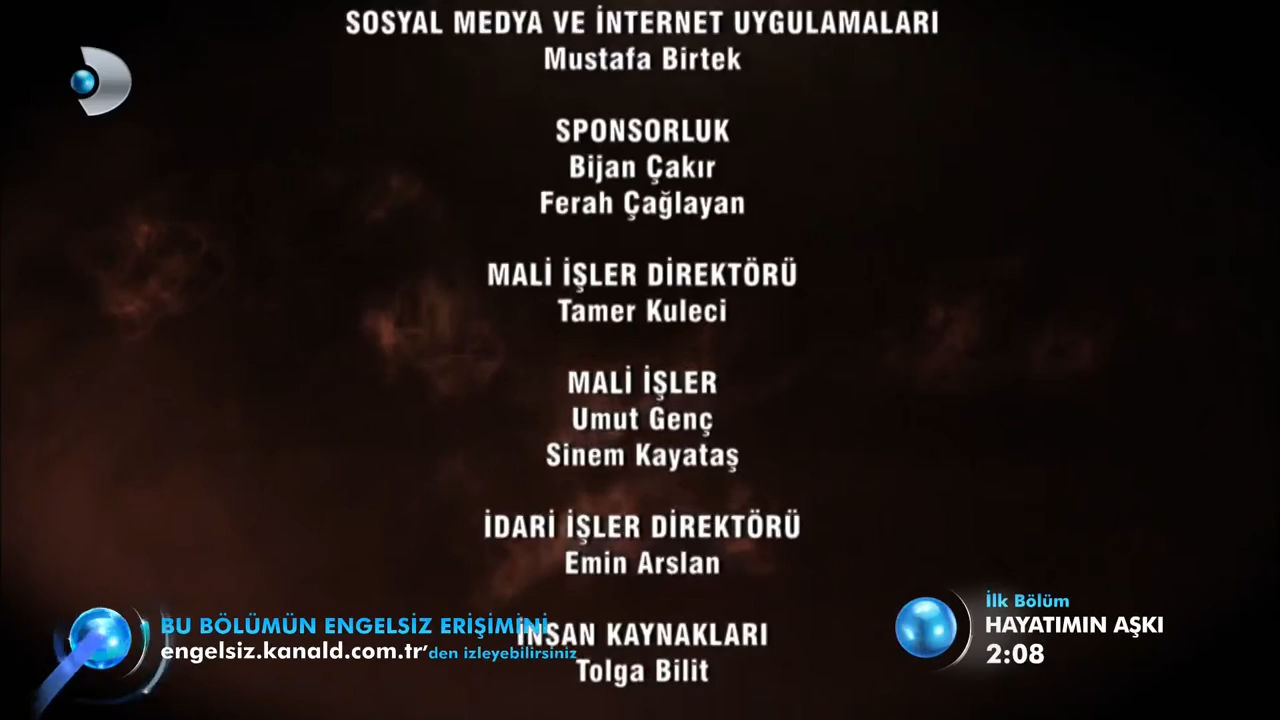 SOSYAL MEDYA VE İNTERNET UYGULAMALARI
Mustafa Birtek
SPONSORLUK
Bijan Çakır
Ferah Çağlayan
MALİ İŞLER DİREKTÖRÜ
Tamer Kuleci
MALİ İŞLER
Umut Genç
Sinem Kayataş
İDARİ İŞLER DİREKTÖRÜ
Emin Arslan
İNSAN KAYNAKLARI
Tolga Bilit
BU BÖLÜMÜN ENGELSİZ ERİŞİMİNİ
engelsiz.kanald.com.tr'den izleyebilirsiniz
İlk Bölüm
HAYATIMIN AŞKI
2:08